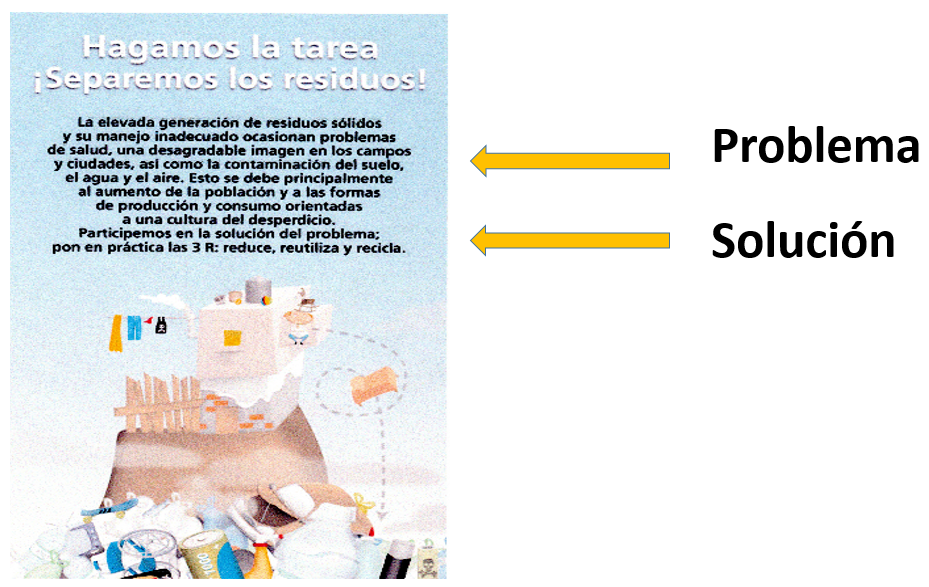 Hagamos la tarea
¡Separemos los residuos!
La elevada generación de residuos sólidos
y su manejo inadecuado ocasionan problemas
de salud, una desagradable imagen en los campos
y ciudades, así como la contaminación del suelo,
el agua y el aire. Esto se debe principalmente
al aumento de la población y a las formas
de producción y consumo orientadas
a una cultura del desperdicio.
Participemos en la solución del problema;
pon en práctica las 3 R: reduce, reutiliza y recicla.
Problema
Solución
1000